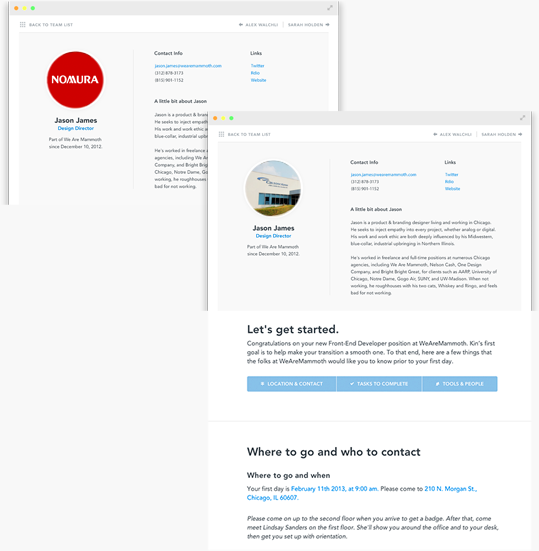 BACK TO TEAM LIST
ALEX WALCHLI
SARAH HOLDEN
NOMURA
Jason James
Design Director
Part of We Are Mammoth
since December 10, 2012.
Contact Info
jason.james@wearemammoth.com
(312) 878-3173
(815) 901-1152
Links
Twitter
Rdio
Website
A little bit about Jason
Jason is a product & brandin
He seeks to inject empathy
His work and work ethic are
blue-collar, industrial upbrin
He's worked in freelance an
agencies, including We Are
Company, and Bright Bright
Chicago, Notre Dame, Gog
working, he roughhouses wi
bad for not working.
BACK TO TEAM LIST
ALEX WALCHLI
SARAH HOLDEN
Jason James
Design Director
Part of We Are Mammoth
since December 10, 2012.
Contact Info
jason.james@wearemammoth.com
(312) 878-3173
(815) 901-1152
Links
Twitter
Rdio
Website
A little bit about Jason
Jason is a product & branding designer living and working in Chicago.
He seeks to inject empathy into every project, whether analog or digital.
His work and work ethic are both deeply influenced by his Midwestern,
blue-collar, industrial upbringing in Northern Illinois.
He's worked in freelance and full-time positions at numerous Chicago
agencies, including We Are Mammoth, Nelson Cash, One Design
Company, and Bright Bright Great, for clients such as AARP, University of
Chicago, Notre Dame, Gogo Air, SUNY, and UW-Madison. When not
working, he roughhouses with his two cats, Whiskey and Ringo, and feels
bad for not working.
Let's get started.
Congratulations on your new Front-End Developer position at WeAreMammoth. Kin's first
goal is to help make your transition a smooth one. To that end, here are a few things that
the folks at WeAreMammoth would like you to know prior to your first day.
LOCATION & CONTACT
TASKS TO COMPLETE
TOOLS & PEOPLE
Where to go and who to contact
Where to go and when
Your first day is February 11th 2013, at 9:00 am. Please come to 210 N. Morgan St.,
Chicago, IL 60607.
Please come on up to the second floor when you arrive to get a badge. After that, come
meet Lindsay Sanders on the first floor. She'll show you around the office and to your desk,
then get you set up with orientation.